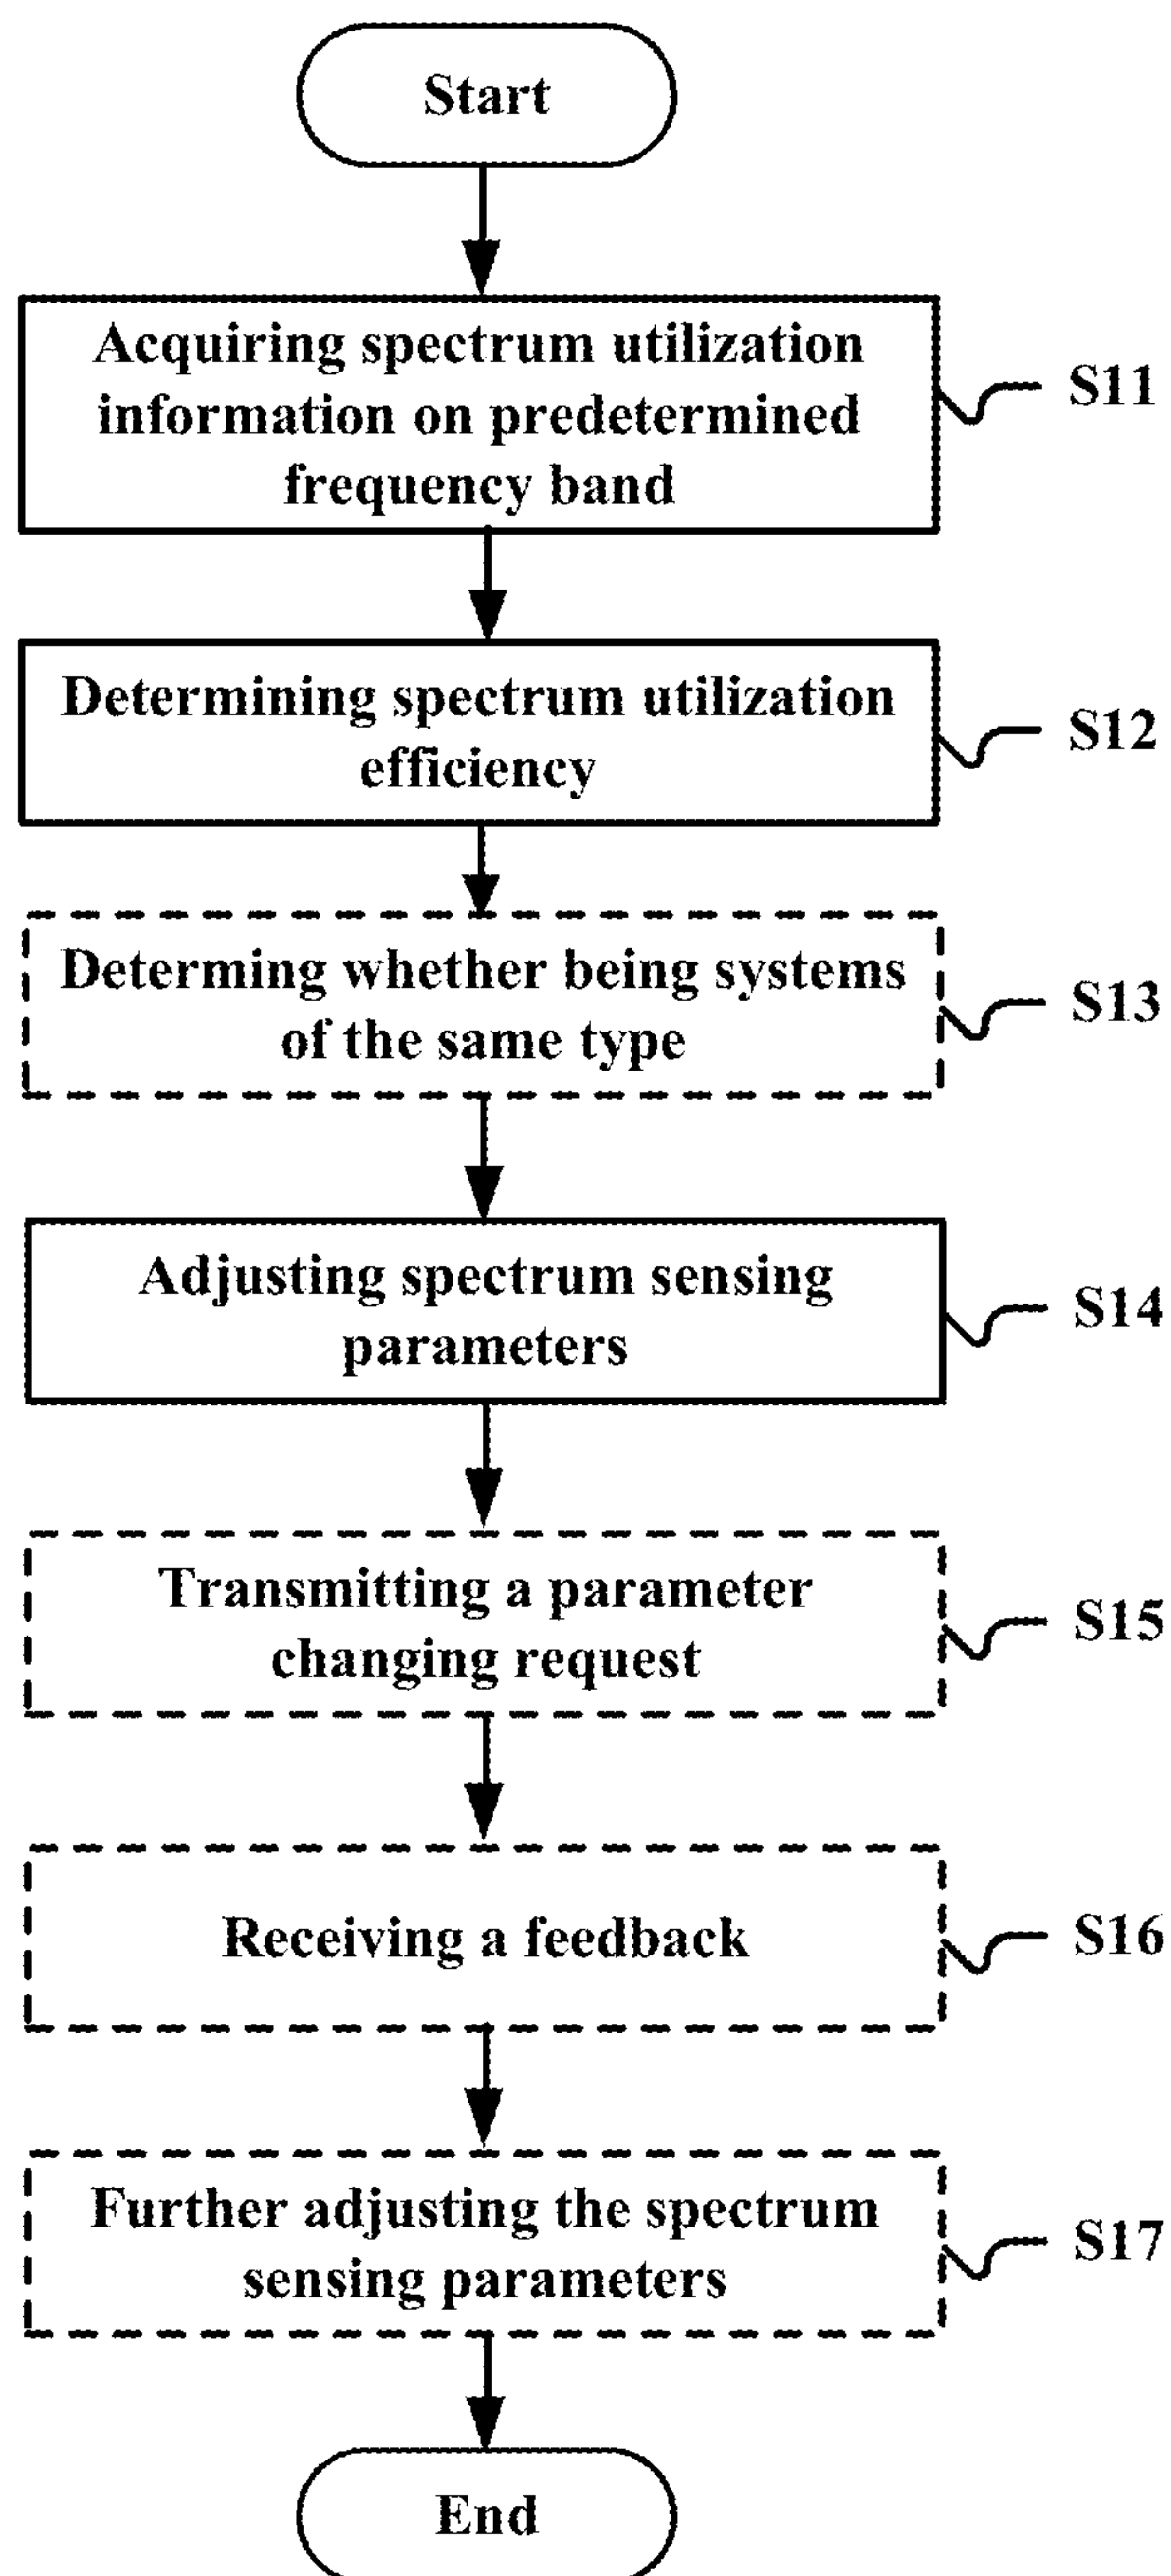 Start
Acquiring spectrum utilization
information on predetermined
frequency band
S11
Determining spectrum utilization
efficiency
S12
Determing whether being systems
of the same type
S13
Adjusting spectrum sensing
parameters
S14
Transmitting a parameter
changing request
S15
Receiving a feedback
S16
Further adjusting the spectrum
sensing parameters
S17
End